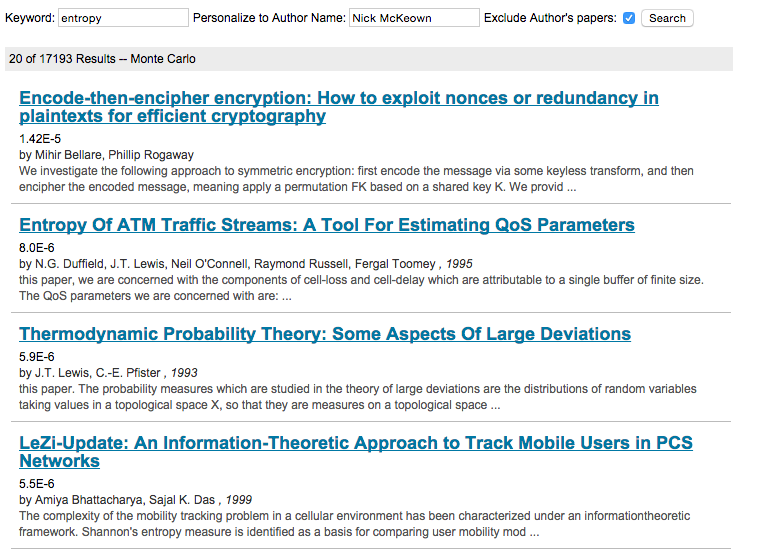 Keyword: entropy Personalize to Author Name: Nick McKeown Exclude Author's papers: Search
20 of 17193 Results -- Monte Carlo
Encode-then-encipher encryption: How to exploit nonces or redundancy in
plaintexts for efficient cryptography
1.42E-5
by Mihir Bellare, Phillip Rogaway
We investigate the following approach to symmetric encryption: first encode the message via some keyless transform, and then
encipher the encoded message, meaning apply a permutation FK based on a shared key K. We provid ...
Entropy Of ATM Traffic Streams: A Tool For Estimating QoS Parameters
8.0E-6
by N.G. Duffield, J.T. Lewis, Neil O'Connell, Raymond Russell, Fergal Toomey , 1995
this paper, we are concerned with the components of cell-loss and cell-delay which are attributable to a single buffer of finite size.
The QoS parameters we are concerned with are: ...
Thermodynamic Probability Theory: Some Aspects Of Large Deviations
5.9E-6
by J.T. Lewis, C.-E. Pfister , 1993
this paper. The probability measures which are studied in the theory of large deviations are the distributions of random variables
taking values in a topological space X, so that they are measures on a topological space ...
LeZi-Update: An Information-Theoretic Approach to Track Mobile Users in PCS
Networks
5.5E-6
by Amiya Bhattacharya, Sajal K. Das , 1999
The complexity of the mobility tracking problem in a cellular environment has been characterized under an informationtheoretic
framework. Shannon's entropy measure is identified as a basis for comparing user mobility mod ...